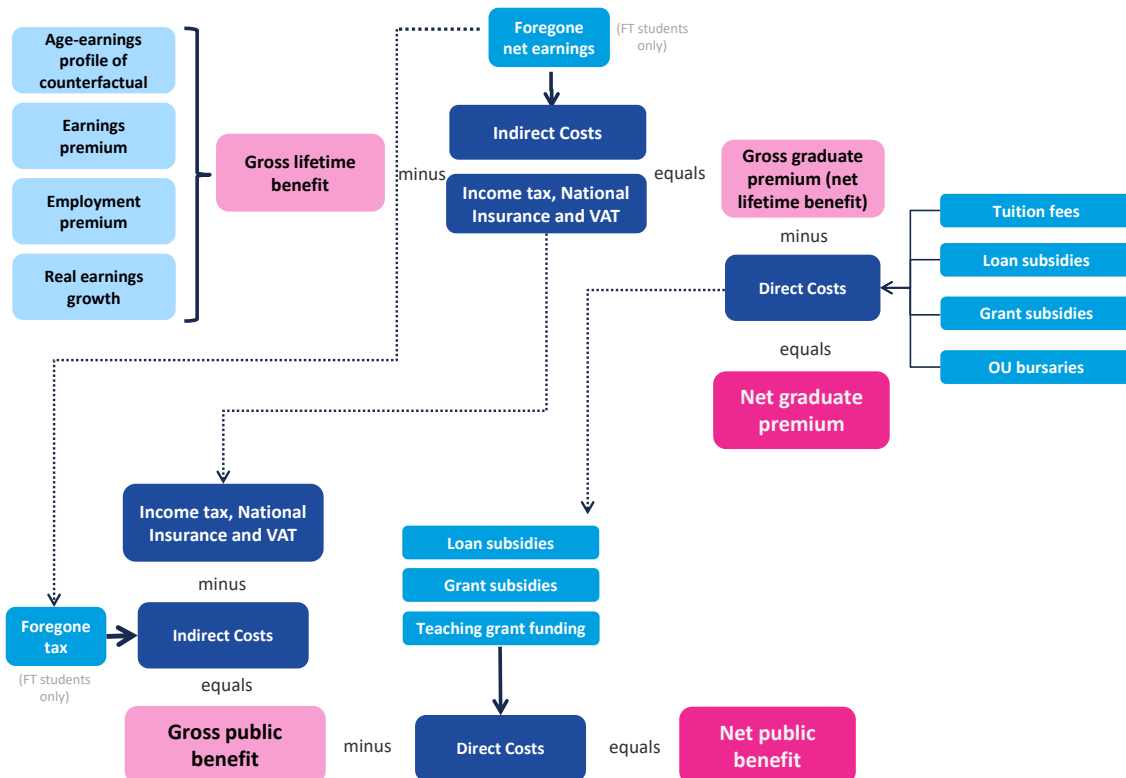 Age-earnings
profile of
counterfactual
Earnings
premium
Employment
premium
Real earnings
growth
Gross lifetime
benefit
minus
Foregone
net earnings
(FT students
only)
Indirect Costs
Income tax, National
Insurance and VAT
equals
Gross graduate
premium (net
lifetime benefit)
minus
Direct Costs
equals
Net graduate
premium
Tuition fees
Loan subsidies
Grant subsidies
OU bursaries
Income tax, National
Insurance and VAT
minus
Foregone
tax
(FT students
only)
Indirect Costs
equals
Gross public
benefit
minus
Loan subsidies
Grant subsidies
Teaching grant funding
Direct Costs
equals
Net public
benefit